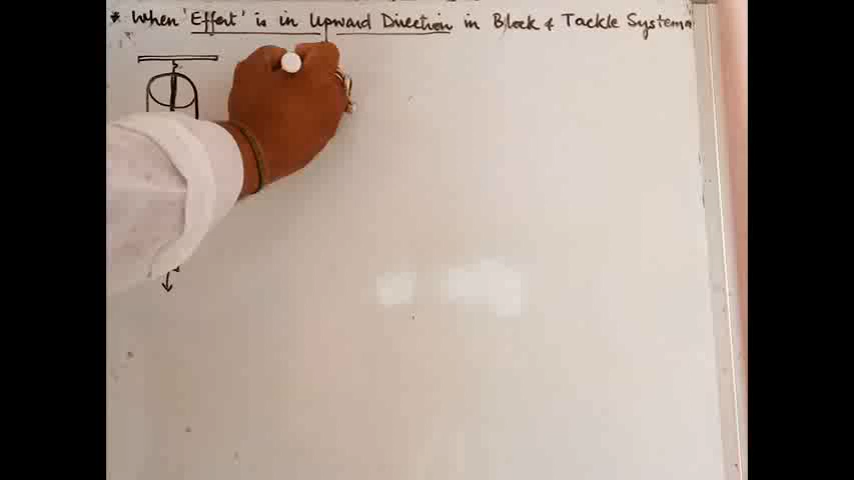 * When 'Effort' is in Upward Direction in Block & Tackle System